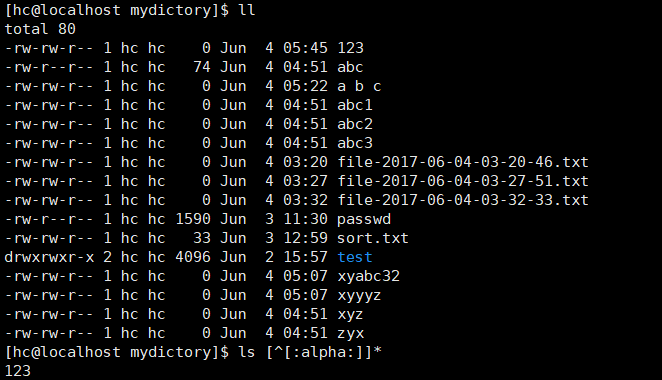 [hc@localhost mydictory]$ ll
total 80
-rw-rw-r-- 1 hc hc    0 Jun  4 05:45 123
-rw-r--r-- 1 hc hc   74 Jun  4 04:51 abc
-rw-rw-r-- 1 hc hc    0 Jun  4 05:22 a b c
-rw-rw-r-- 1 hc hc    0 Jun  4 04:51 abc1
-rw-rw-r-- 1 hc hc    0 Jun  4 04:51 abc2
-rw-rw-r-- 1 hc hc    0 Jun  4 04:51 abc3
-rw-rw-r-- 1 hc hc    0 Jun  4 03:20 file-2017-06-04-03-20-46.txt
-rw-rw-r-- 1 hc hc    0 Jun  4 03:27 file-2017-06-04-03-27-51.txt
-rw-rw-r-- 1 hc hc    0 Jun  4 03:32 file-2017-06-04-03-32-33.txt
-rw-r--r-- 1 hc hc 1590 Jun  3 11:30 passwd
-rw-rw-r-- 1 hc hc   33 Jun  3 12:59 sort.txt
drwxrwxr-x 2 hc hc 4096 Jun  2 15:57 test
-rw-rw-r-- 1 hc hc    0 Jun  4 05:07 xyabc32
-rw-rw-r-- 1 hc hc    0 Jun  4 05:07 xyyyz
-rw-rw-r-- 1 hc hc    0 Jun  4 04:51 xyz
-rw-rw-r-- 1 hc hc    0 Jun  4 04:51 zyx
[hc@localhost mydictory]$ ls [^[:alpha:]]*
123